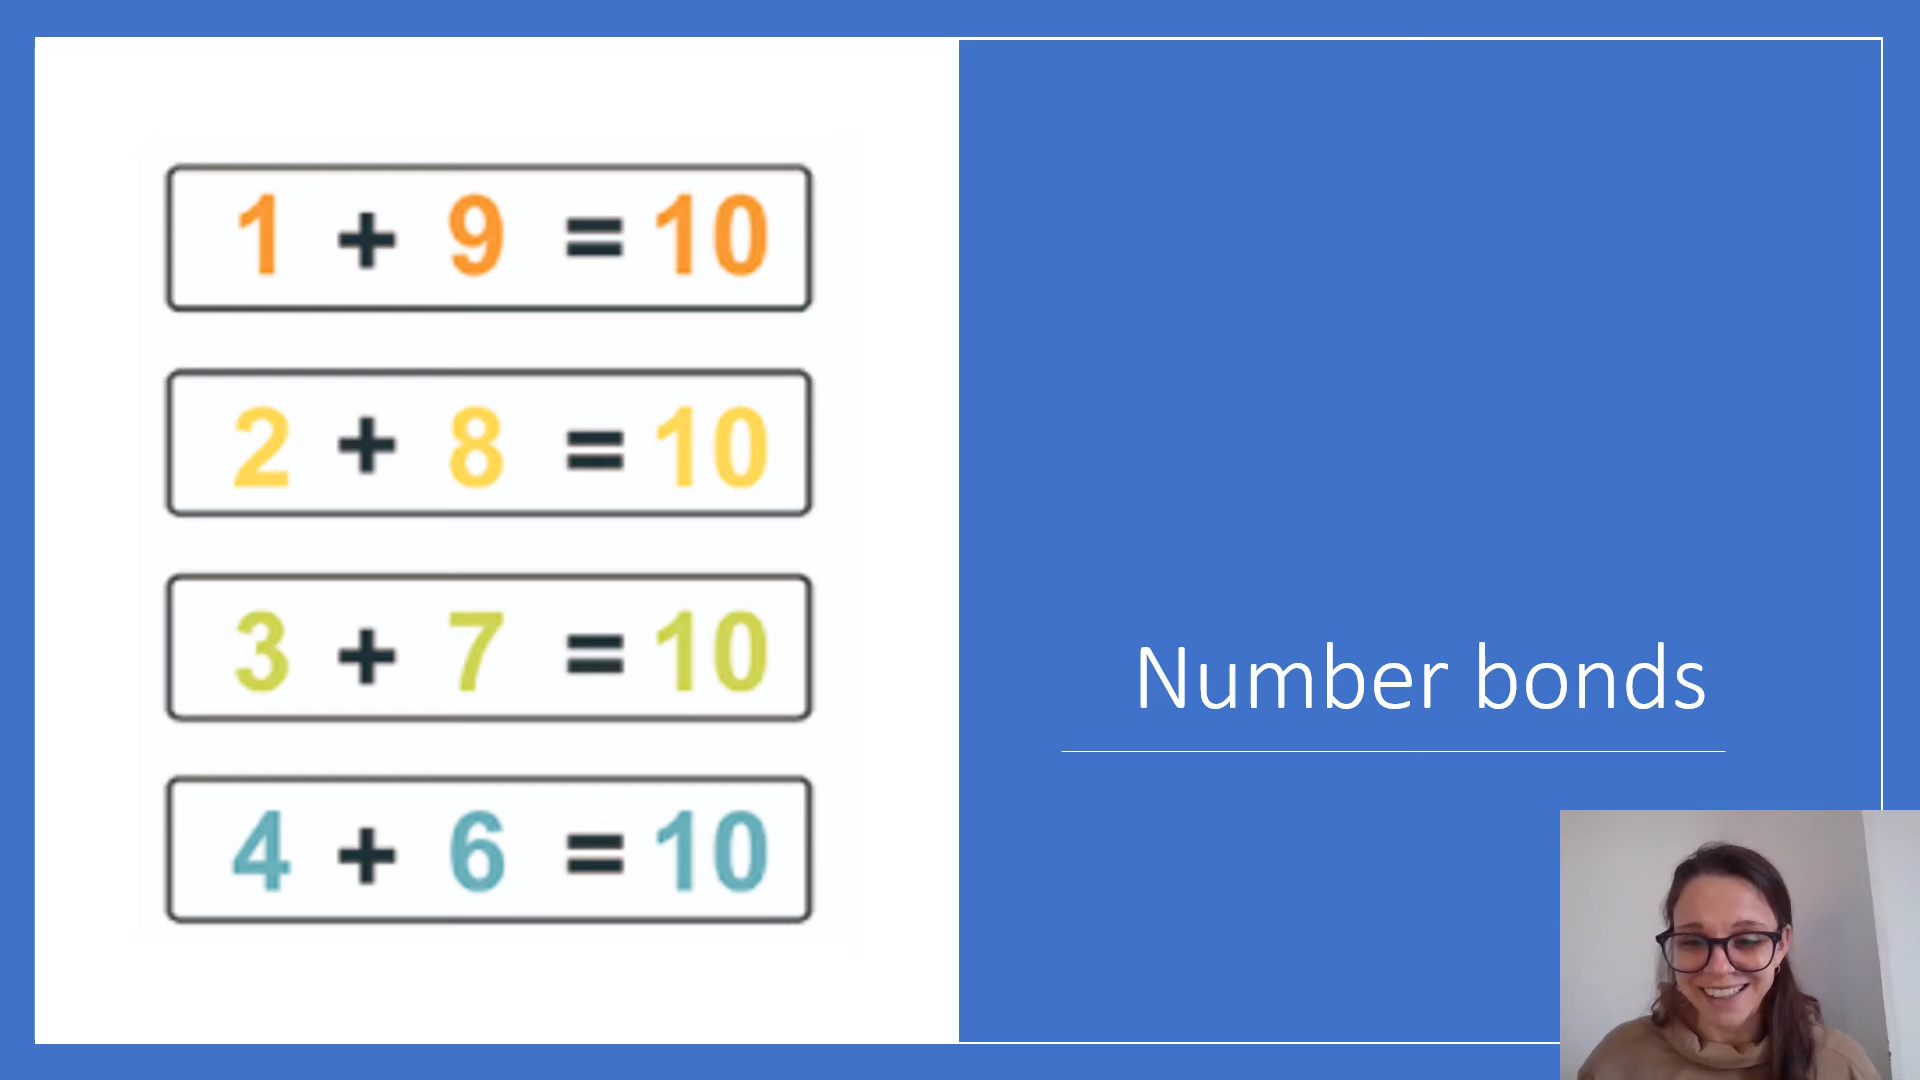 1 + 9 = 10
2 + 8 = 10
3 + 7 = 10
4 + 6 = 10
Number bonds